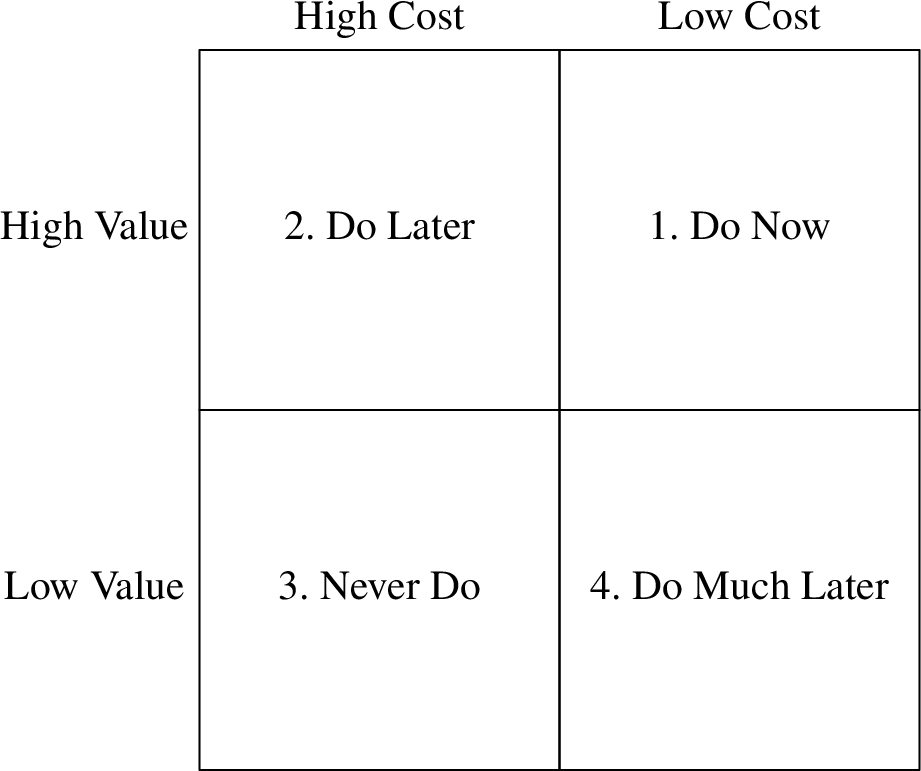 High Cost Low Cost
High Value 2. Do Later 1. Do Now
Low Value 3. Never Do 4. Do Much Later